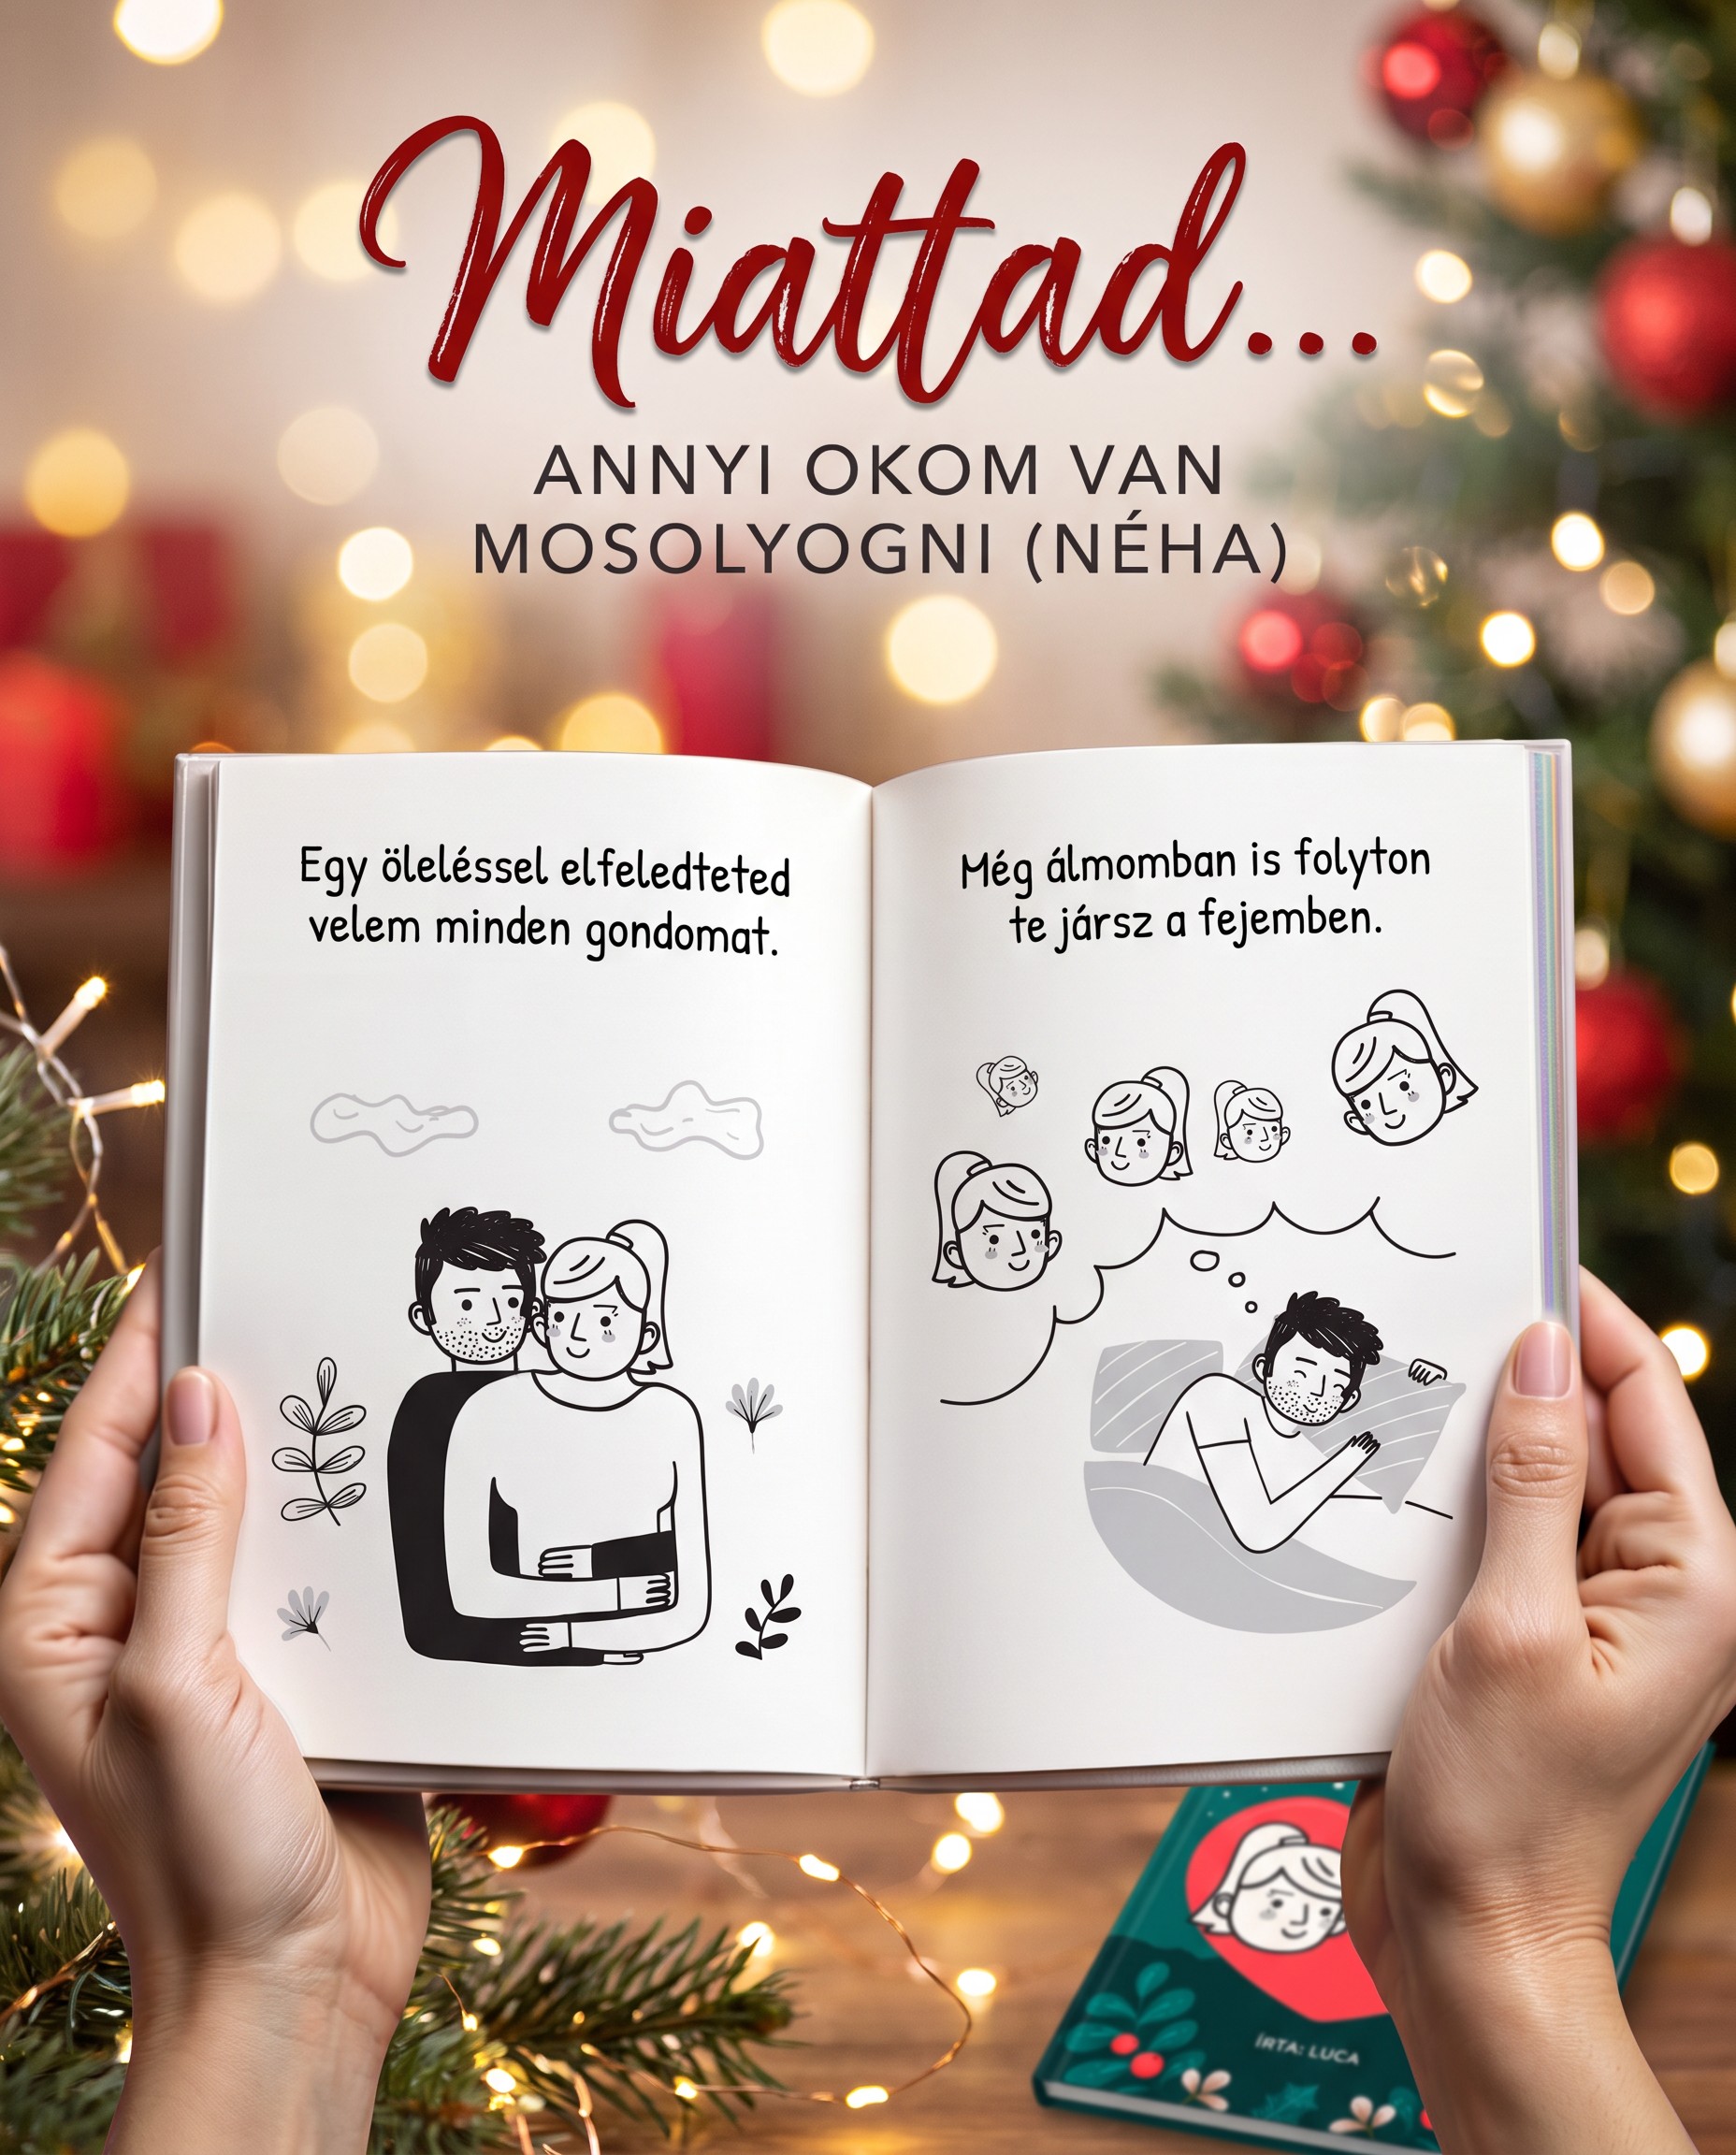 Miattad...
ANNYI OKOM VAN
MOSOLYOGNI (NÉHA)
Egy öleléssel elfeledteted
velem minden gondomat.
Még álmomban is folyton
te jársz a fejemben.
ÍRTA: LUCA